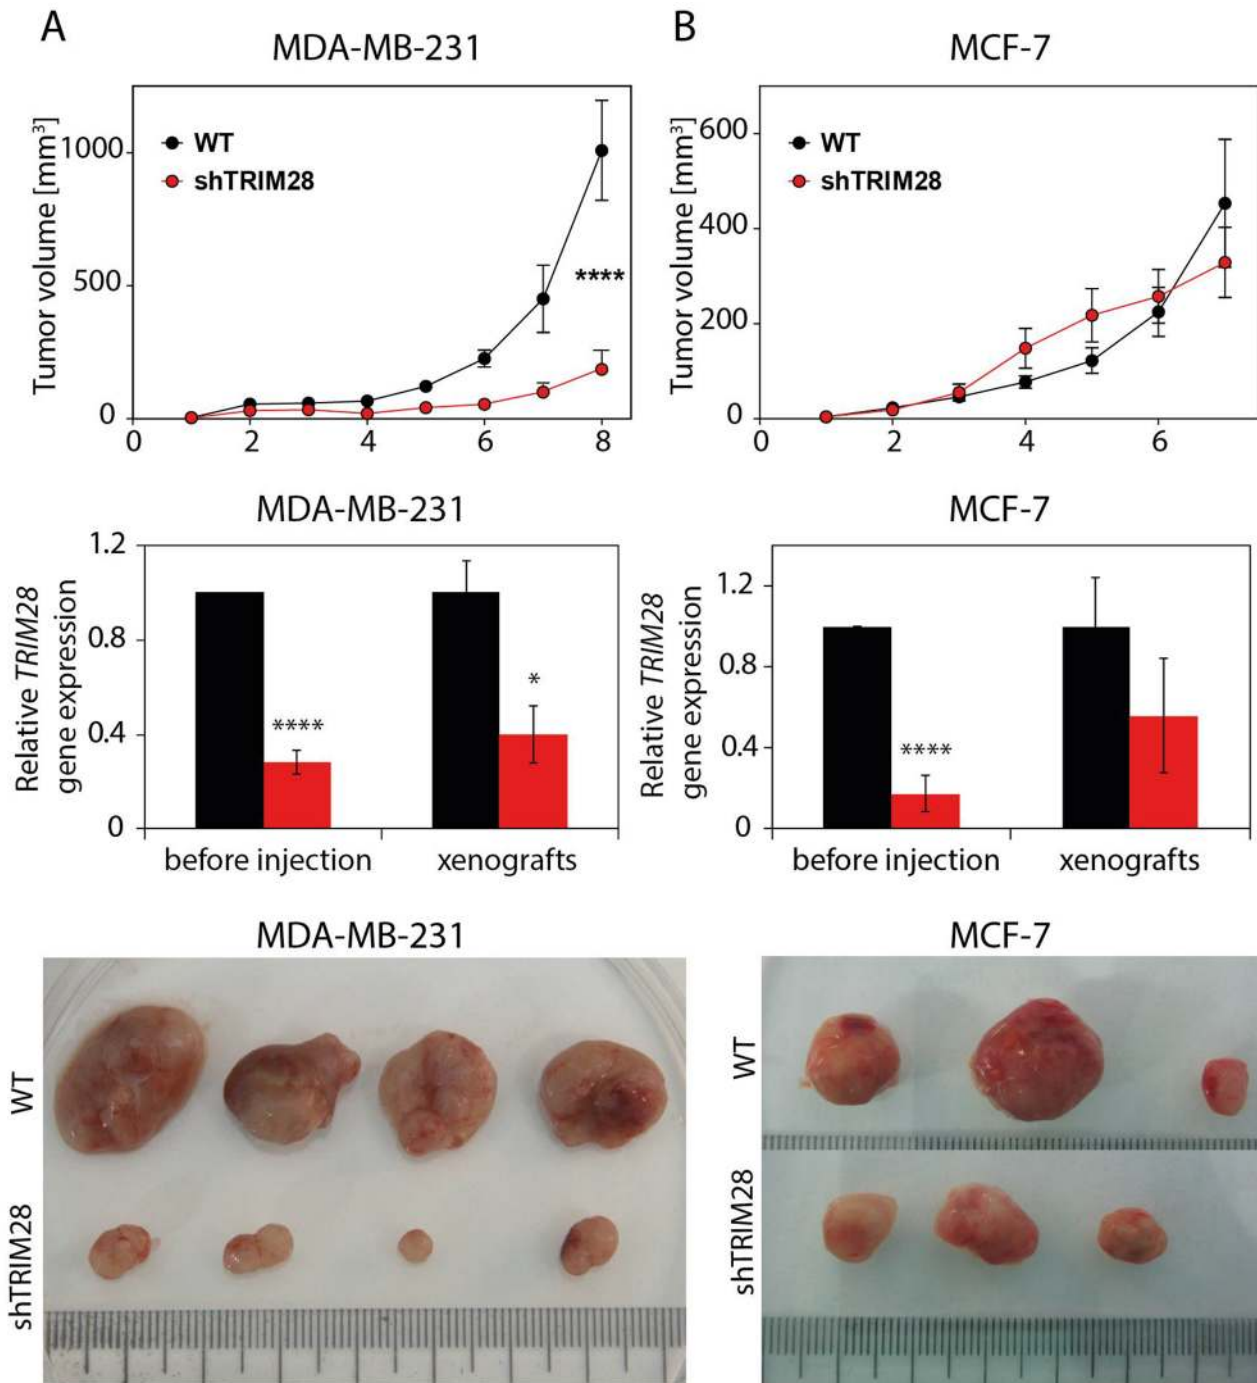 A
MDA-MB-231
Tumor volume [mm³]
1000
500
0
WT
shTRIM28
****
0 2 4 6 8
B
MCF-7
Tumor volume [mm³]
600
400
200
0
WT
shTRIM28
0 2 4 6
MDA-MB-231
Relative TRIM28
gene expression
1.2
0.8
0.4
0
****
*
before injection xenografts
MCF-7
Relative TRIM28
gene expression
1.2
0.8
0.4
0
****
before injection xenografts
MDA-MB-231
WT
shTRIM28
MCF-7
WT
shTRIM28